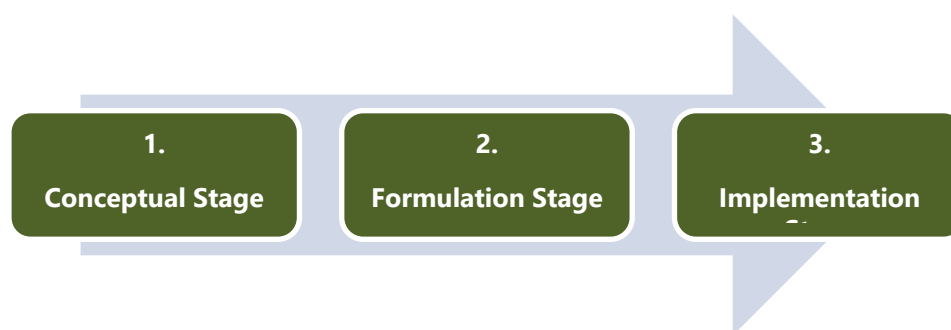 1.
Conceptual Stage
2.
Formulation Stage
3.
Implementation